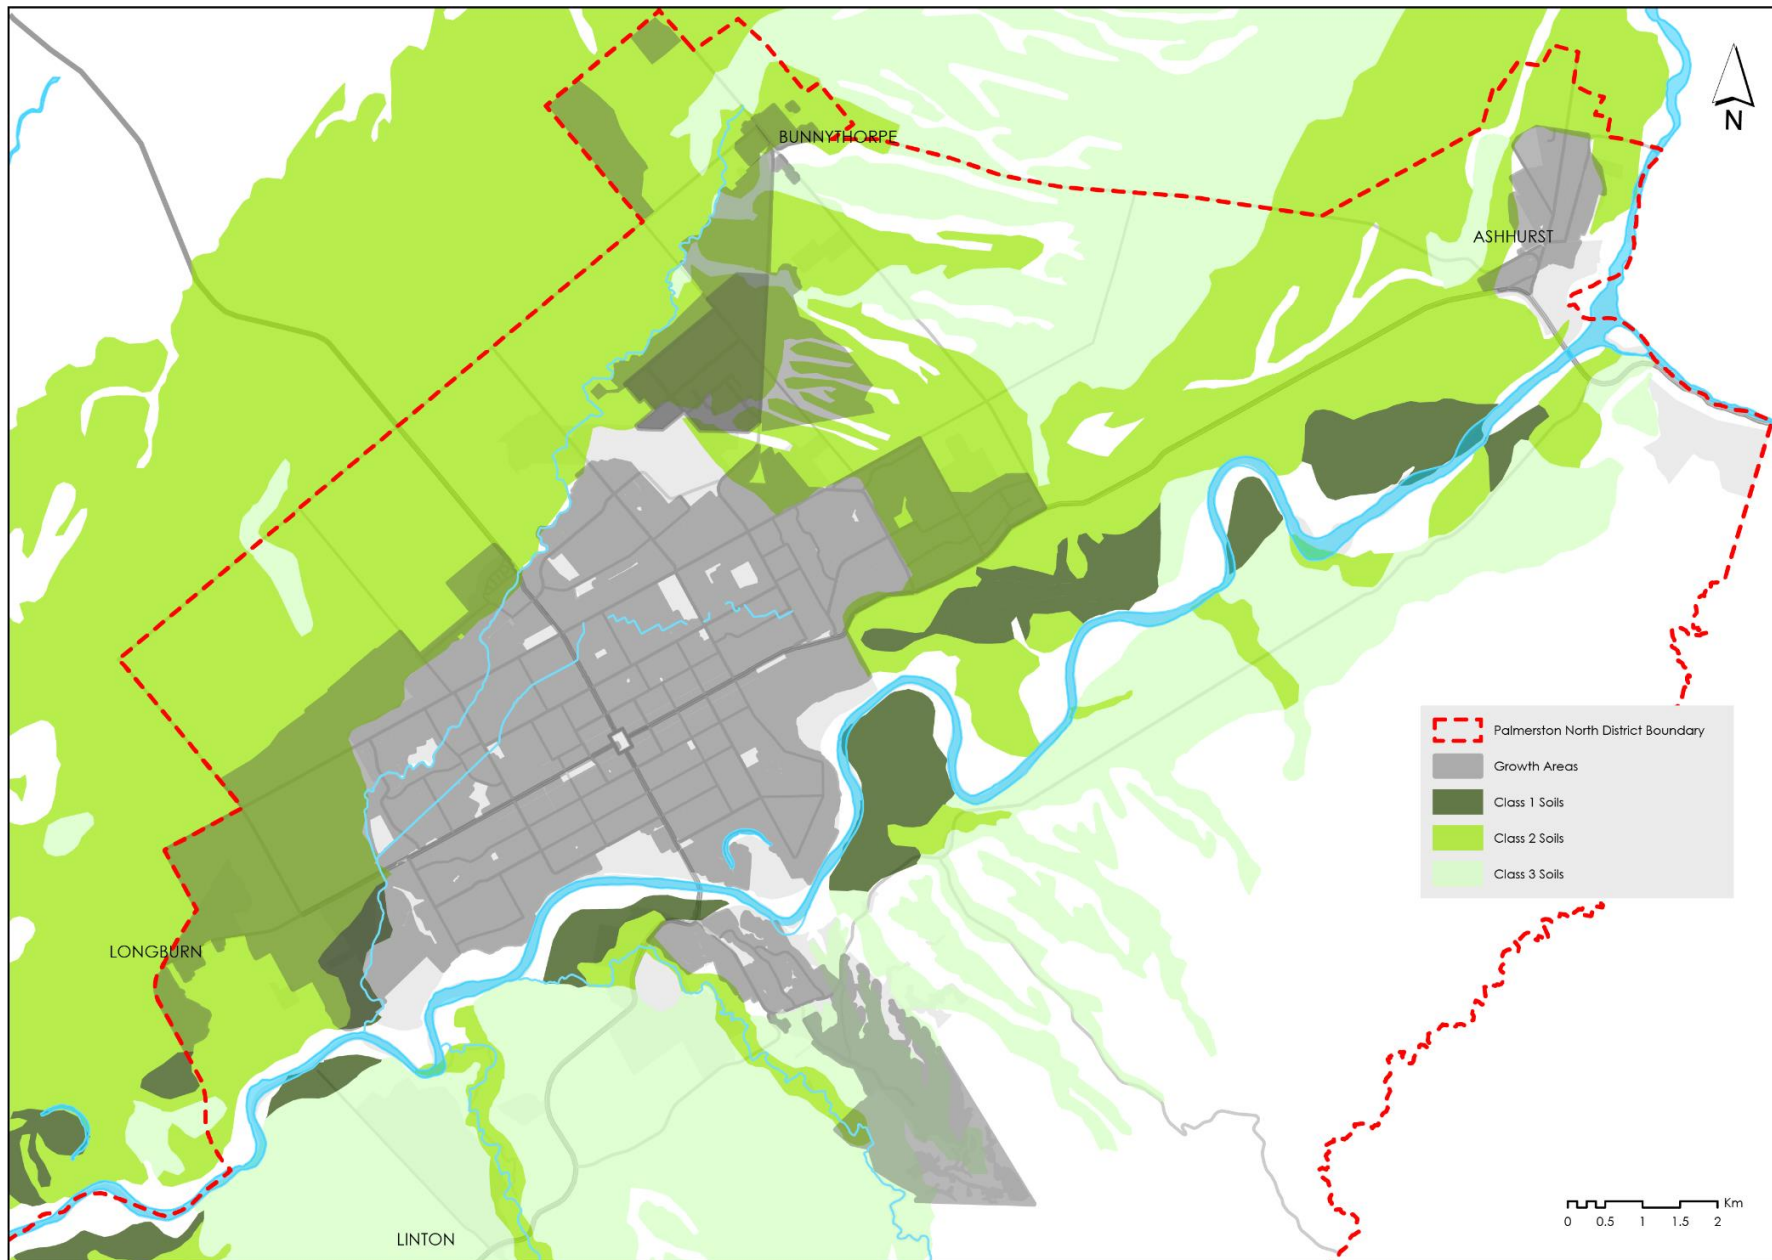 BUNNYTHORPE
N
ASHHURST
Palmerston North District Boundary
Growth Areas
Class 1 Soils
Class 2 Soils
Class 3 Soils
LONGBURN
LINTON
Km
0 0.5 1 1.5 2